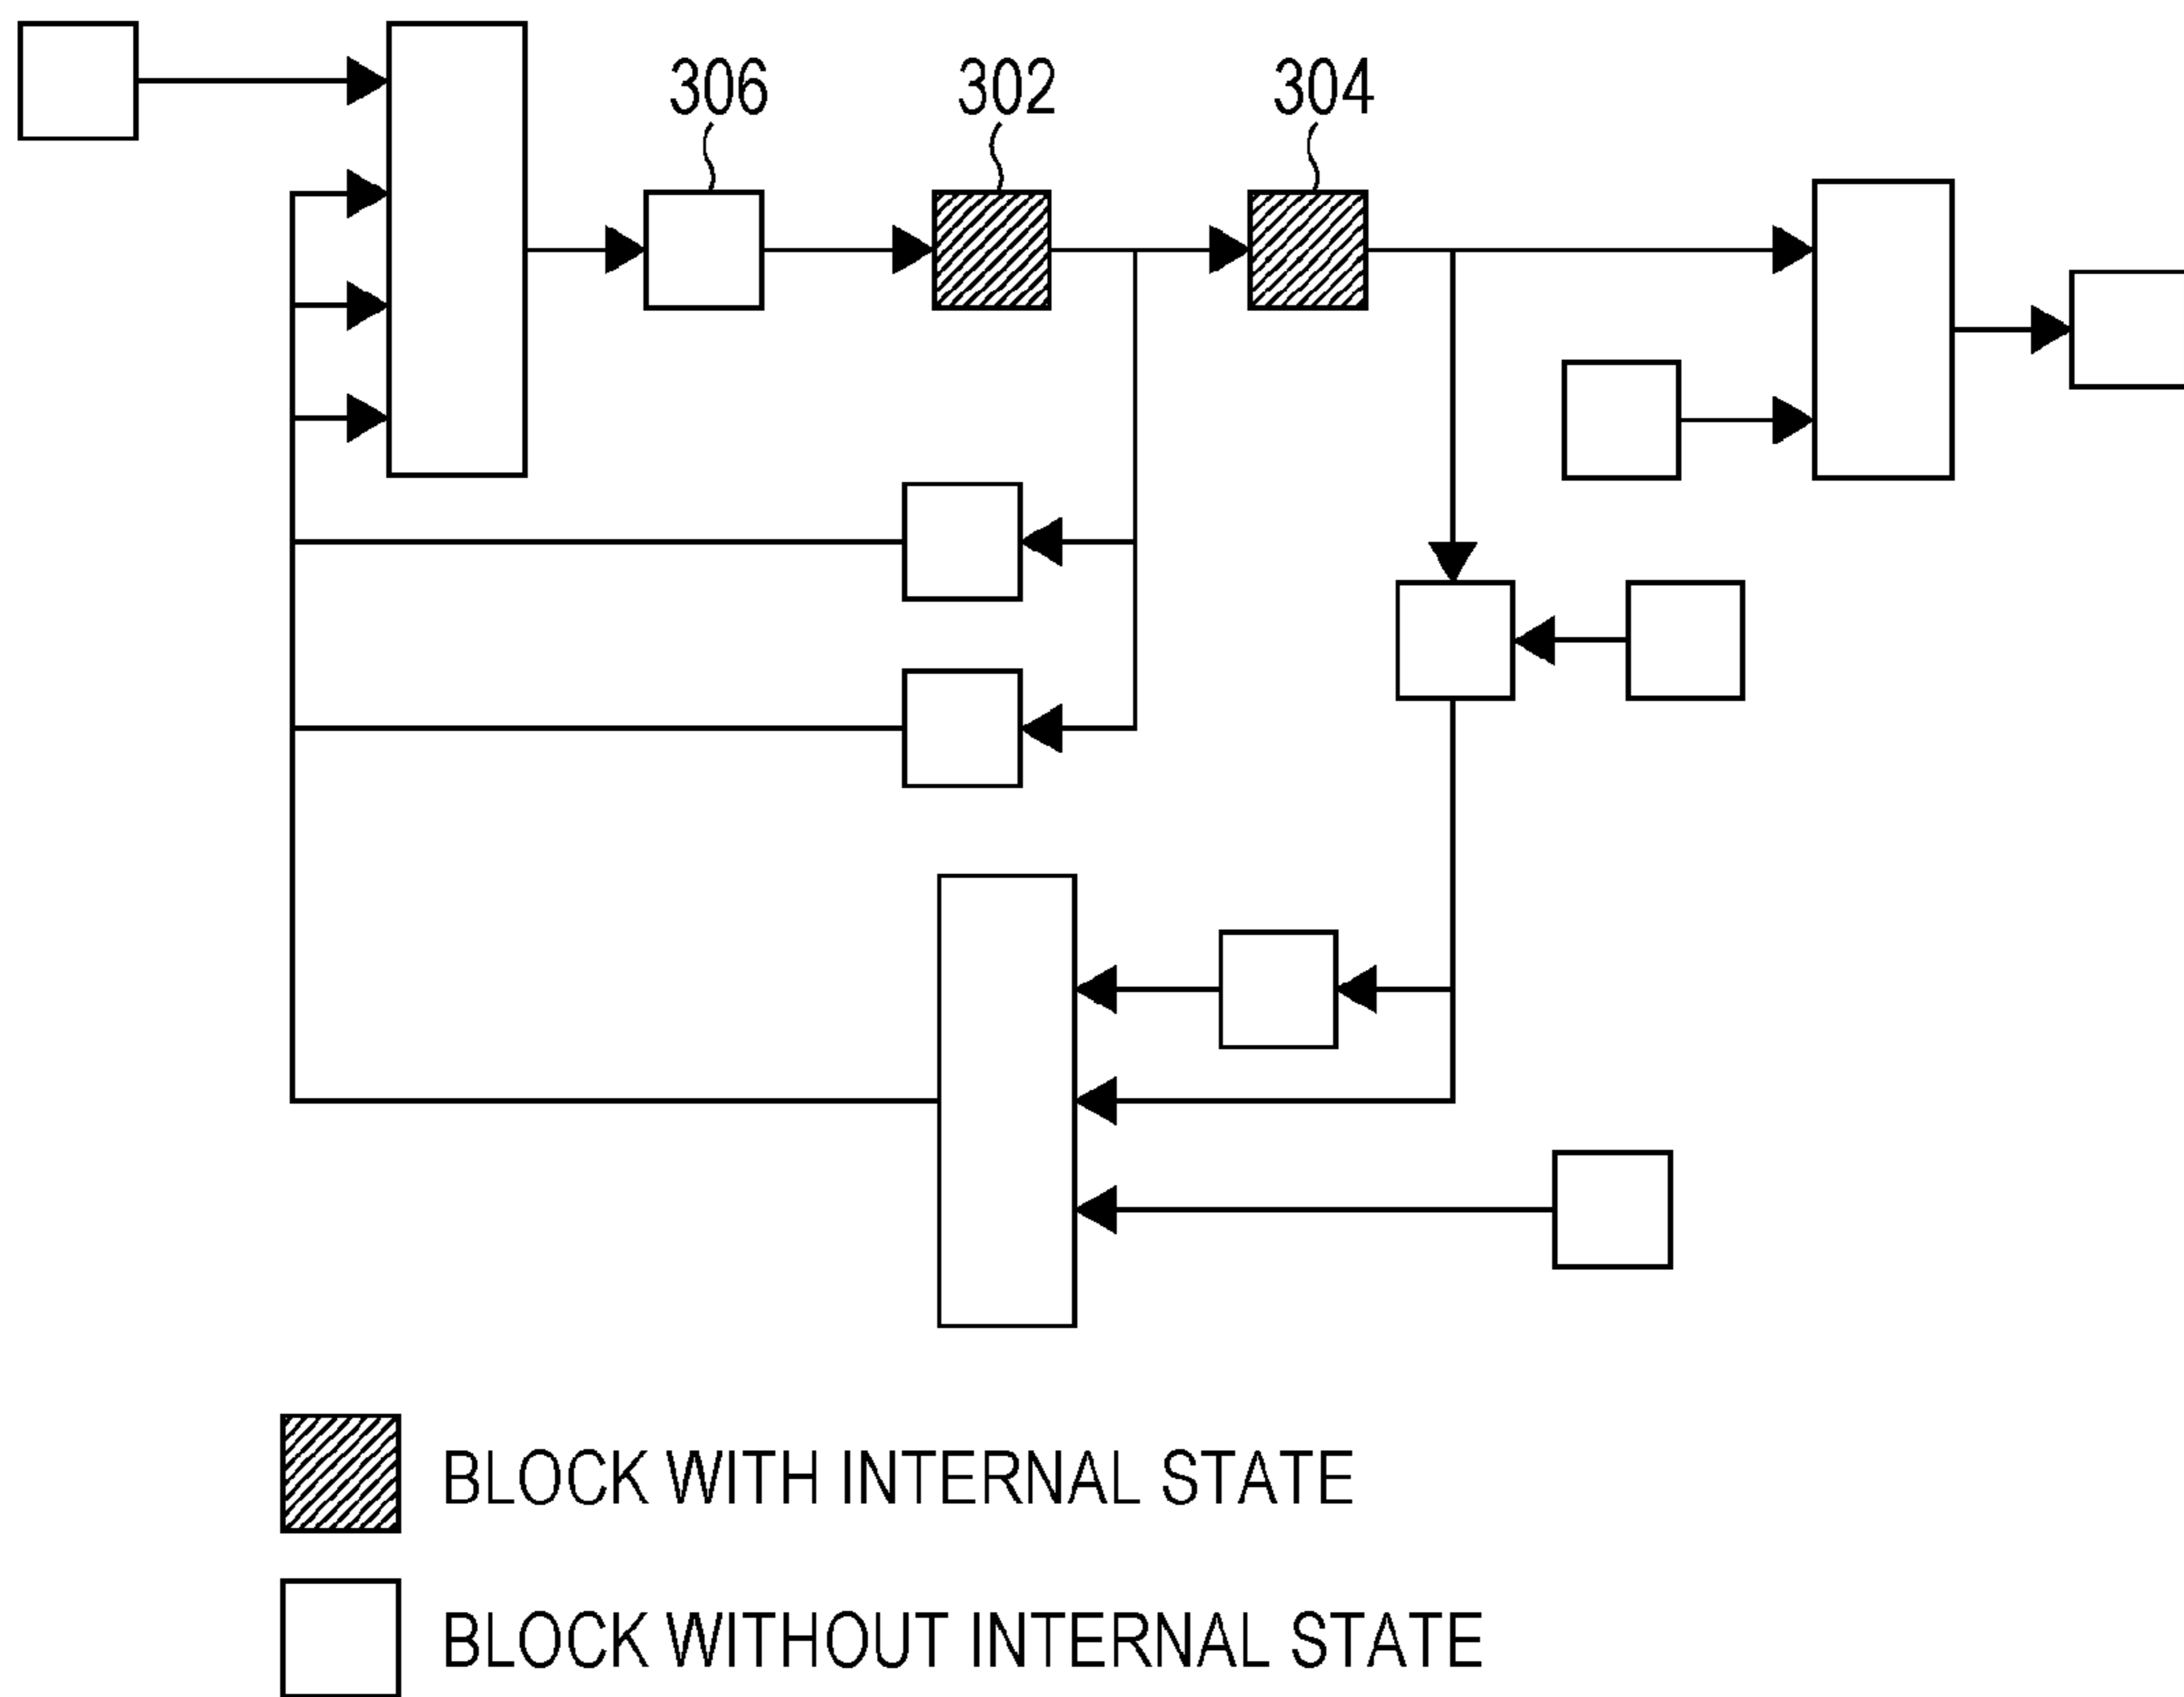 306
302
304
BLOCK WITH INTERNAL STATE
BLOCK WITHOUT INTERNAL STATE